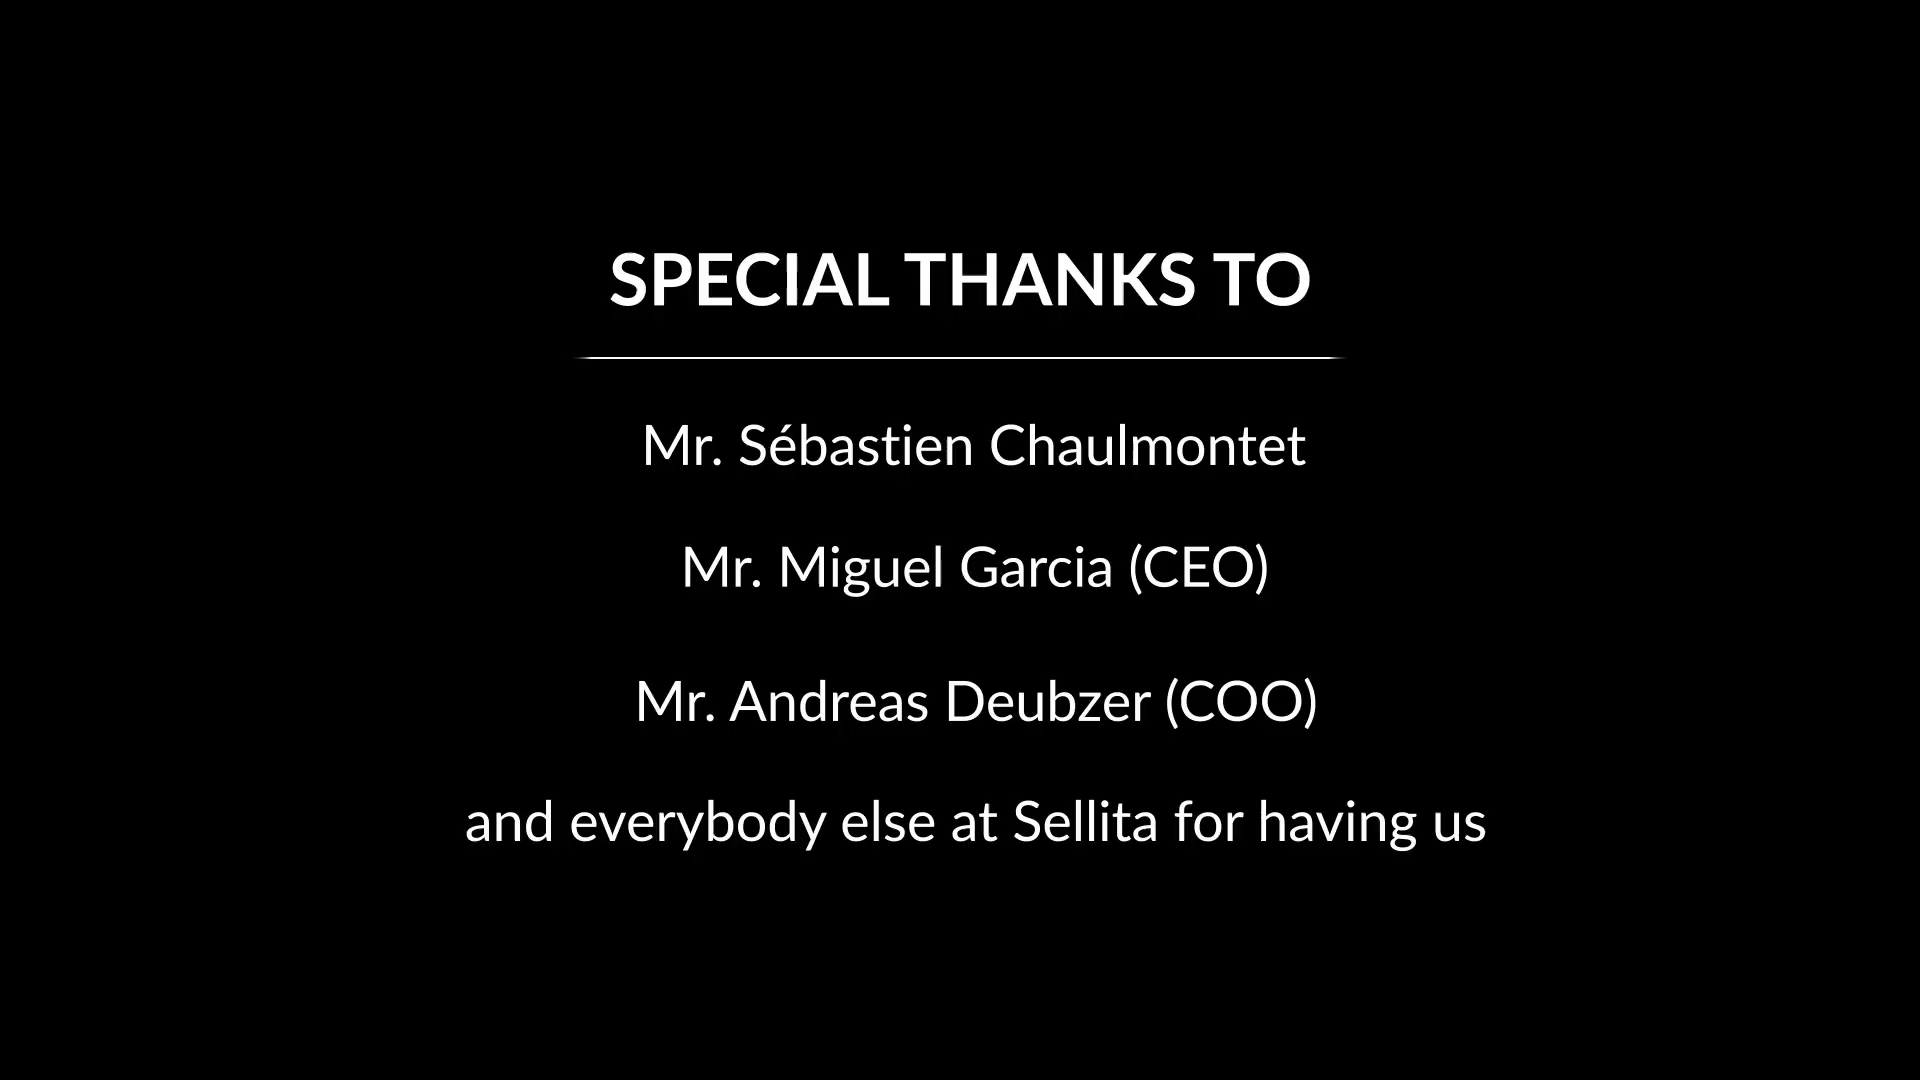 SPECIAL THANKS TO
Mr. Sébastien Chaulmontet
Mr. Miguel Garcia (CEO)
Mr. Andreas Deubzer (COO)
and everybody else at Sellita for having us